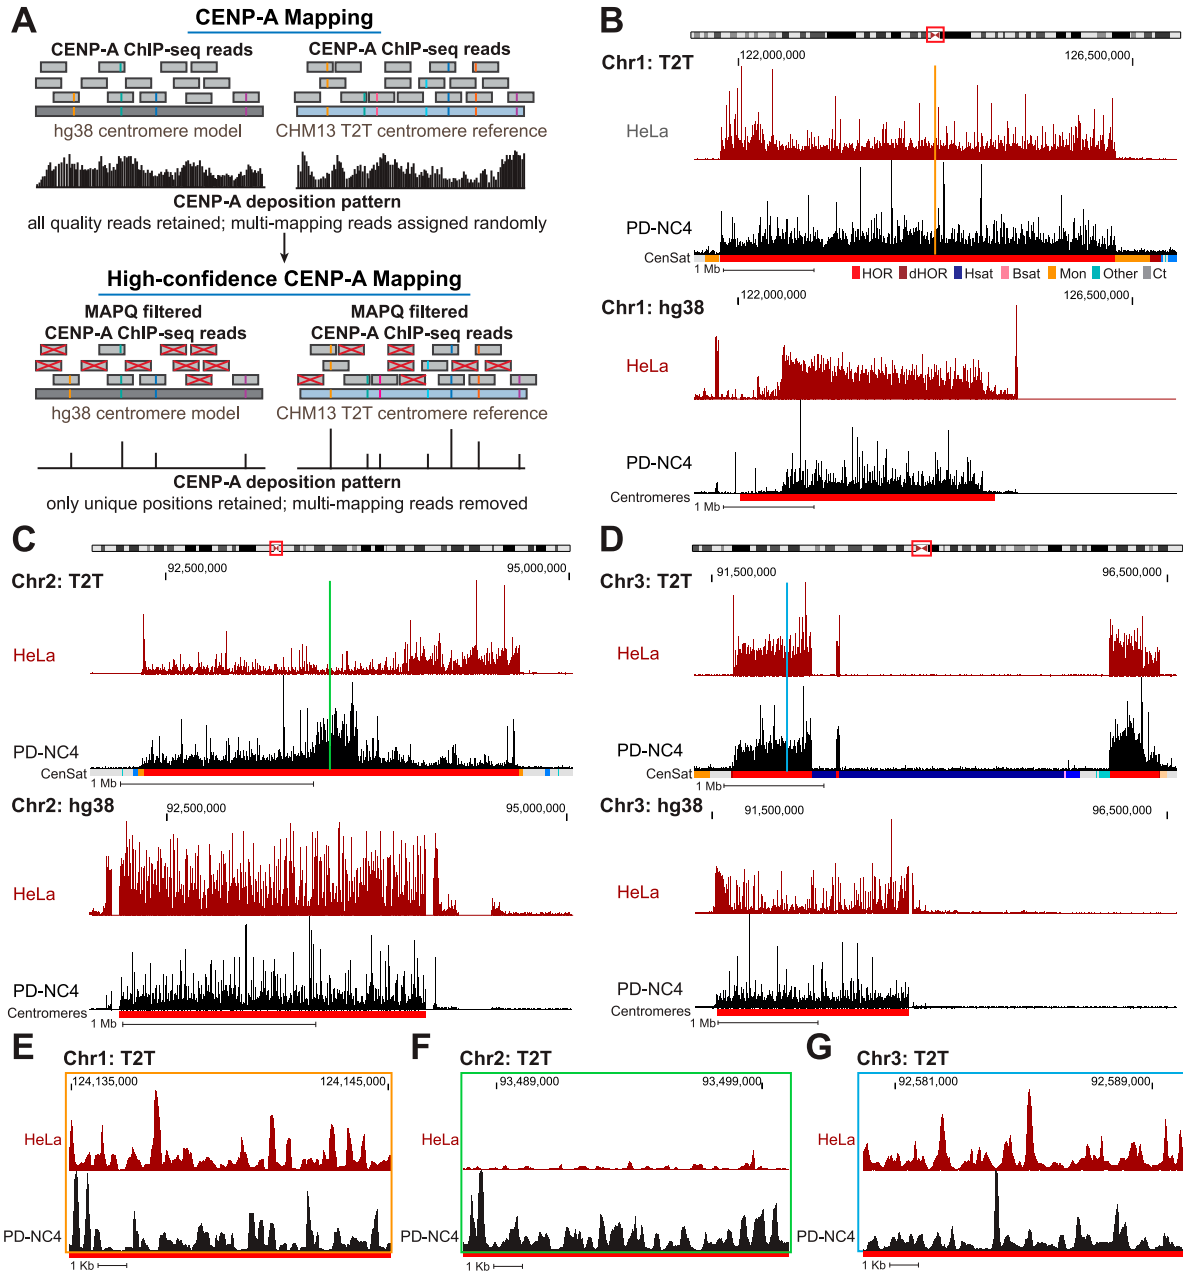 A
CENP-A Mapping
CENP-A ChIP-seq reads
CENP-A ChIP-seq reads
hg38 centromere model
CHM13 T2T centromere reference
CENP-A deposition pattern
all quality reads retained; multi-mapping reads assigned randomly
High-confidence CENP-A Mapping
MAPQ filtered
CENP-A ChIP-seq reads
MAPQ filtered
CENP-A ChIP-seq reads
hg38 centromere model
CHM13 T2T centromere reference
CENP-A deposition pattern
only unique positions retained; multi-mapping reads removed
B
Chr1: T2T
122,000,000
126,500,000
HeLa
PD-NC4
CenSat
1 Mb
HOR dHOR Hsat Bsat Mon Other Ct
Chr1: hg38
122,000,000
126,500,000
HeLa
PD-NC4
Centromeres
1 Mb
C
Chr2: T2T
92,500,000
95,000,000
HeLa
PD-NC4
CenSat
1 Mb
Chr2: hg38
92,500,000
95,000,000
HeLa
PD-NC4
Centromeres
1 Mb
D
Chr3: T2T
91,500,000
96,500,000
HeLa
PD-NC4
CenSat
1 Mb
Chr3: hg38
91,500,000
96,500,000
HeLa
PD-NC4
Centromeres
1 Mb
E
Chr1: T2T
124,135,000
124,145,000
HeLa
PD-NC4
1 Kb
F
Chr2: T2T
93,489,000
93,499,000
HeLa
PD-NC4
1 Kb
G
Chr3: T2T
92,581,000
92,589,000
HeLa
PD-NC4
1 Kb